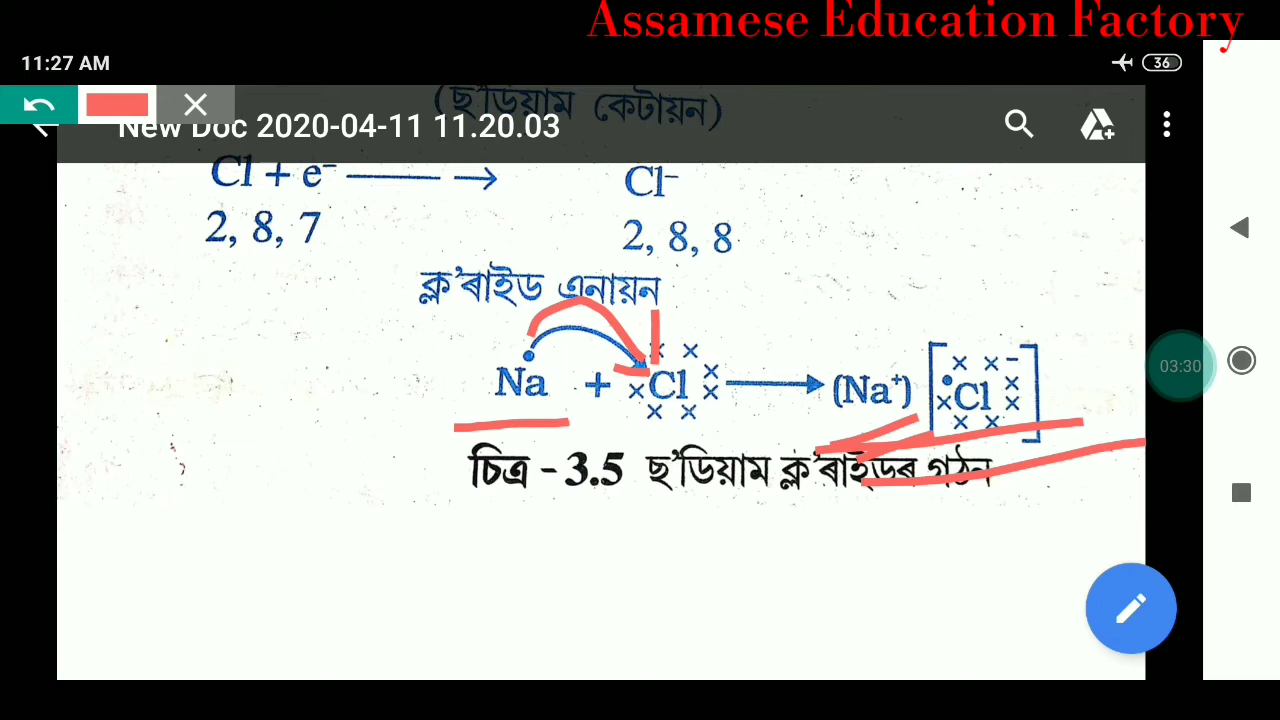 Assamese Education Factory
11:27 AM
36
(ছ'ডিয়াম কেটায়ন)
New Doc 2020-04-11 11.20.03
Cl + e⁻ ⟶ Cl⁻
2, 8, 7 2, 8, 8
ক্ল'ৰাইড এনায়ন
Na + Cl ⟶ (Na⁺) [Cl]⁻
03:30
চিত্ৰ - 3.5 ছ'ডিয়াম ক্ল'ৰাইডৰ গঠন